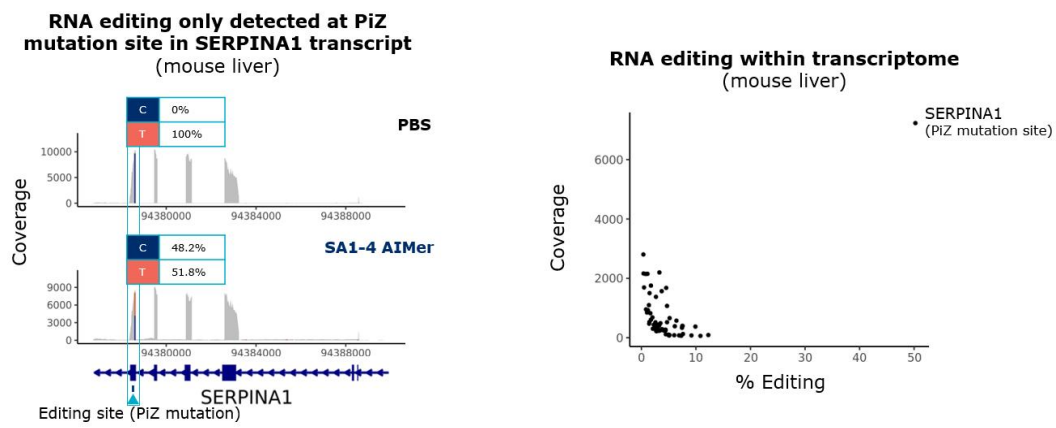 RNA editing only detected at PiZ
mutation site in SERPINA1 transcript
(mouse liver)
C 0%
T 100%
PBS
10000
5000
0
94380000 94384000 94388000
Coverage
C 48.2%
T 51.8%
SA1-4 AIMer
9000
6000
3000
0
94380000 94384000 94388000
SERPINA1
Editing site (PiZ mutation)
RNA editing within transcriptome
(mouse liver)
SERPINA1
(PiZ mutation site)
6000
4000
2000
0
Coverage
0 10 20 30 40 50
% Editing